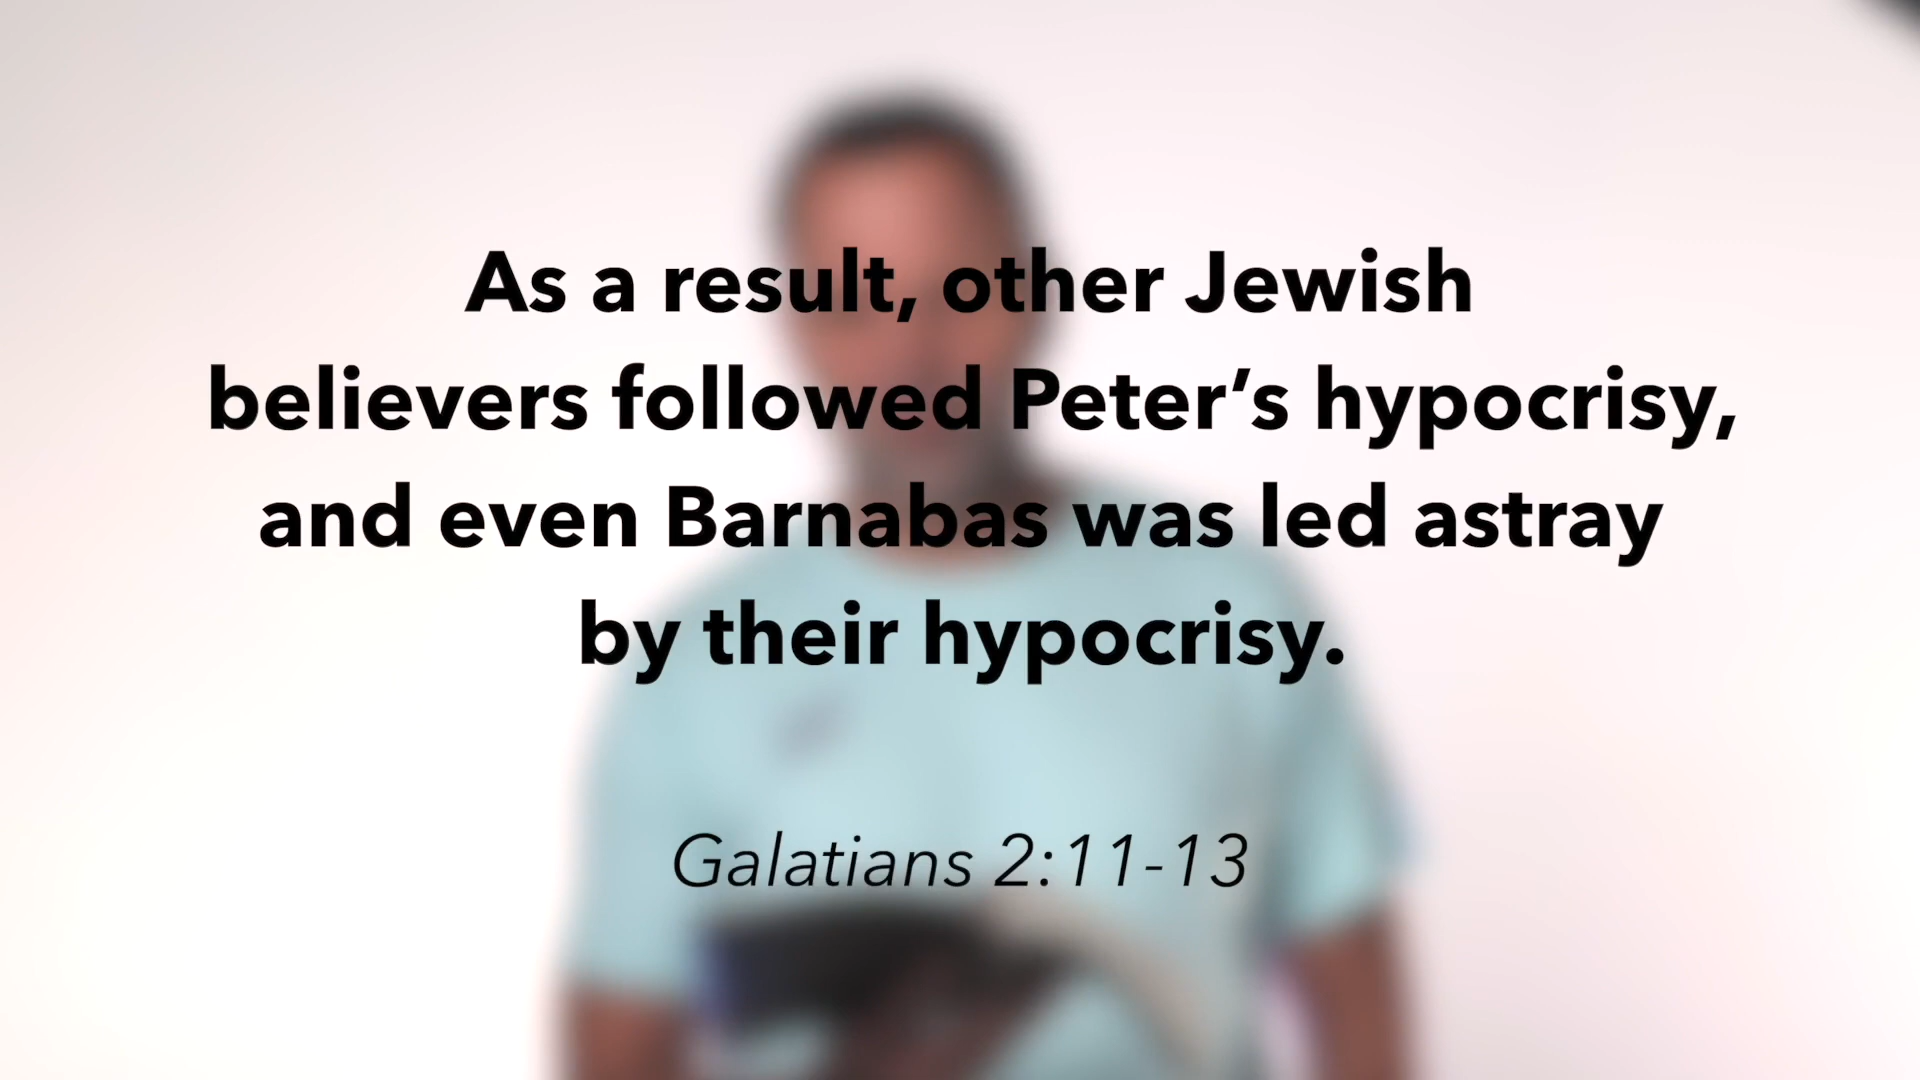 As a result, other Jewish
believers followed Peter’s hypocrisy,
and even Barnabas was led astray
by their hypocrisy.
Galatians 2:11-13